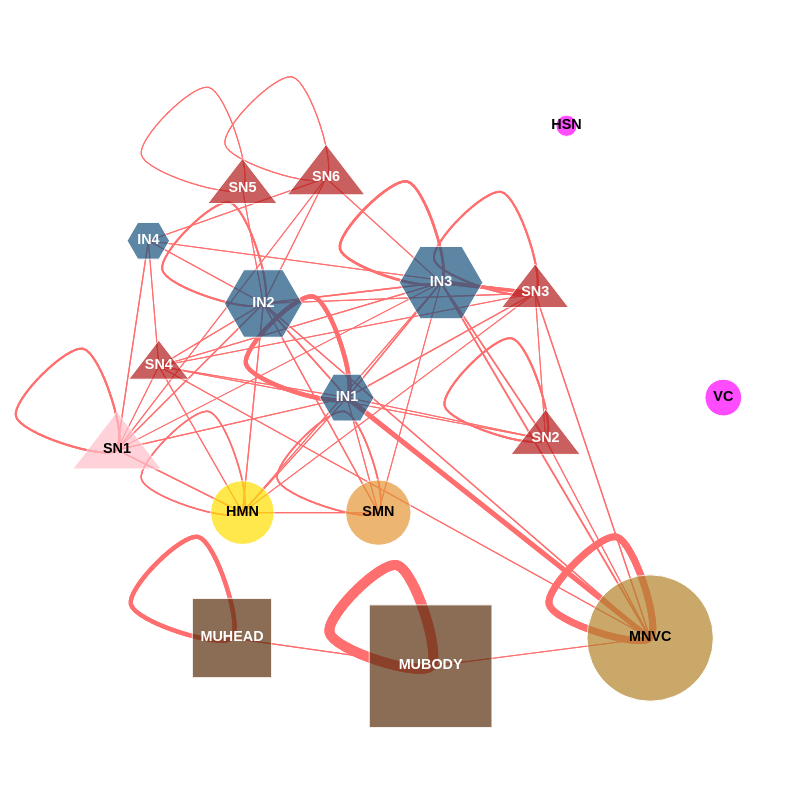 HSN
SN6
SN5
IN4
IN3
SN3
IN2
SN4
IN1
VC
SN2
SN1
HMN
SMN
MUHEAD
MNVC
MUBODY